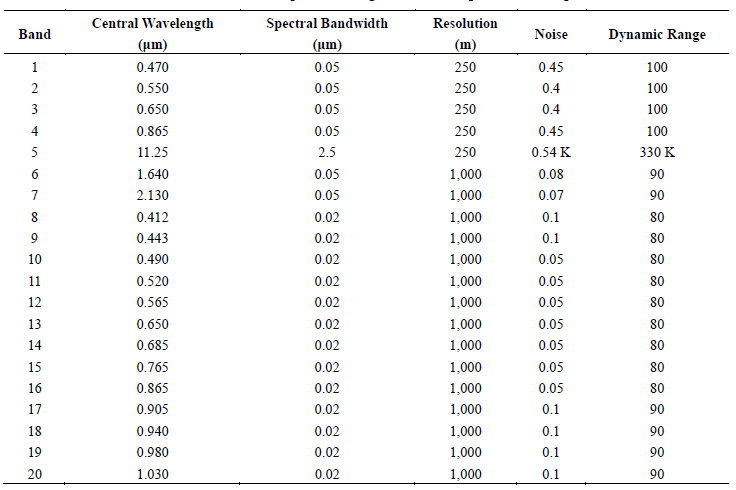 Band Central Wavelength (µm) Spectral Bandwidth (µm) Resolution (m) Noise Dynamic Range
1 0.470 0.05 250 0.45 100
2 0.550 0.05 250 0.4 100
3 0.650 0.05 250 0.4 100
4 0.865 0.05 250 0.45 100
5 11.25 2.5 250 0.54 K 330 K
6 1.640 0.05 1,000 0.08 90
7 2.130 0.05 1,000 0.07 90
8 0.412 0.02 1,000 0.1 80
9 0.443 0.02 1,000 0.1 80
10 0.490 0.02 1,000 0.05 80
11 0.520 0.02 1,000 0.05 80
12 0.565 0.02 1,000 0.05 80
13 0.650 0.02 1,000 0.05 80
14 0.685 0.02 1,000 0.05 80
15 0.765 0.02 1,000 0.05 80
16 0.865 0.02 1,000 0.05 80
17 0.905 0.02 1,000 0.1 90
18 0.940 0.02 1,000 0.1 90
19 0.980 0.02 1,000 0.1 90
20 1.030 0.02 1,000 0.1 90